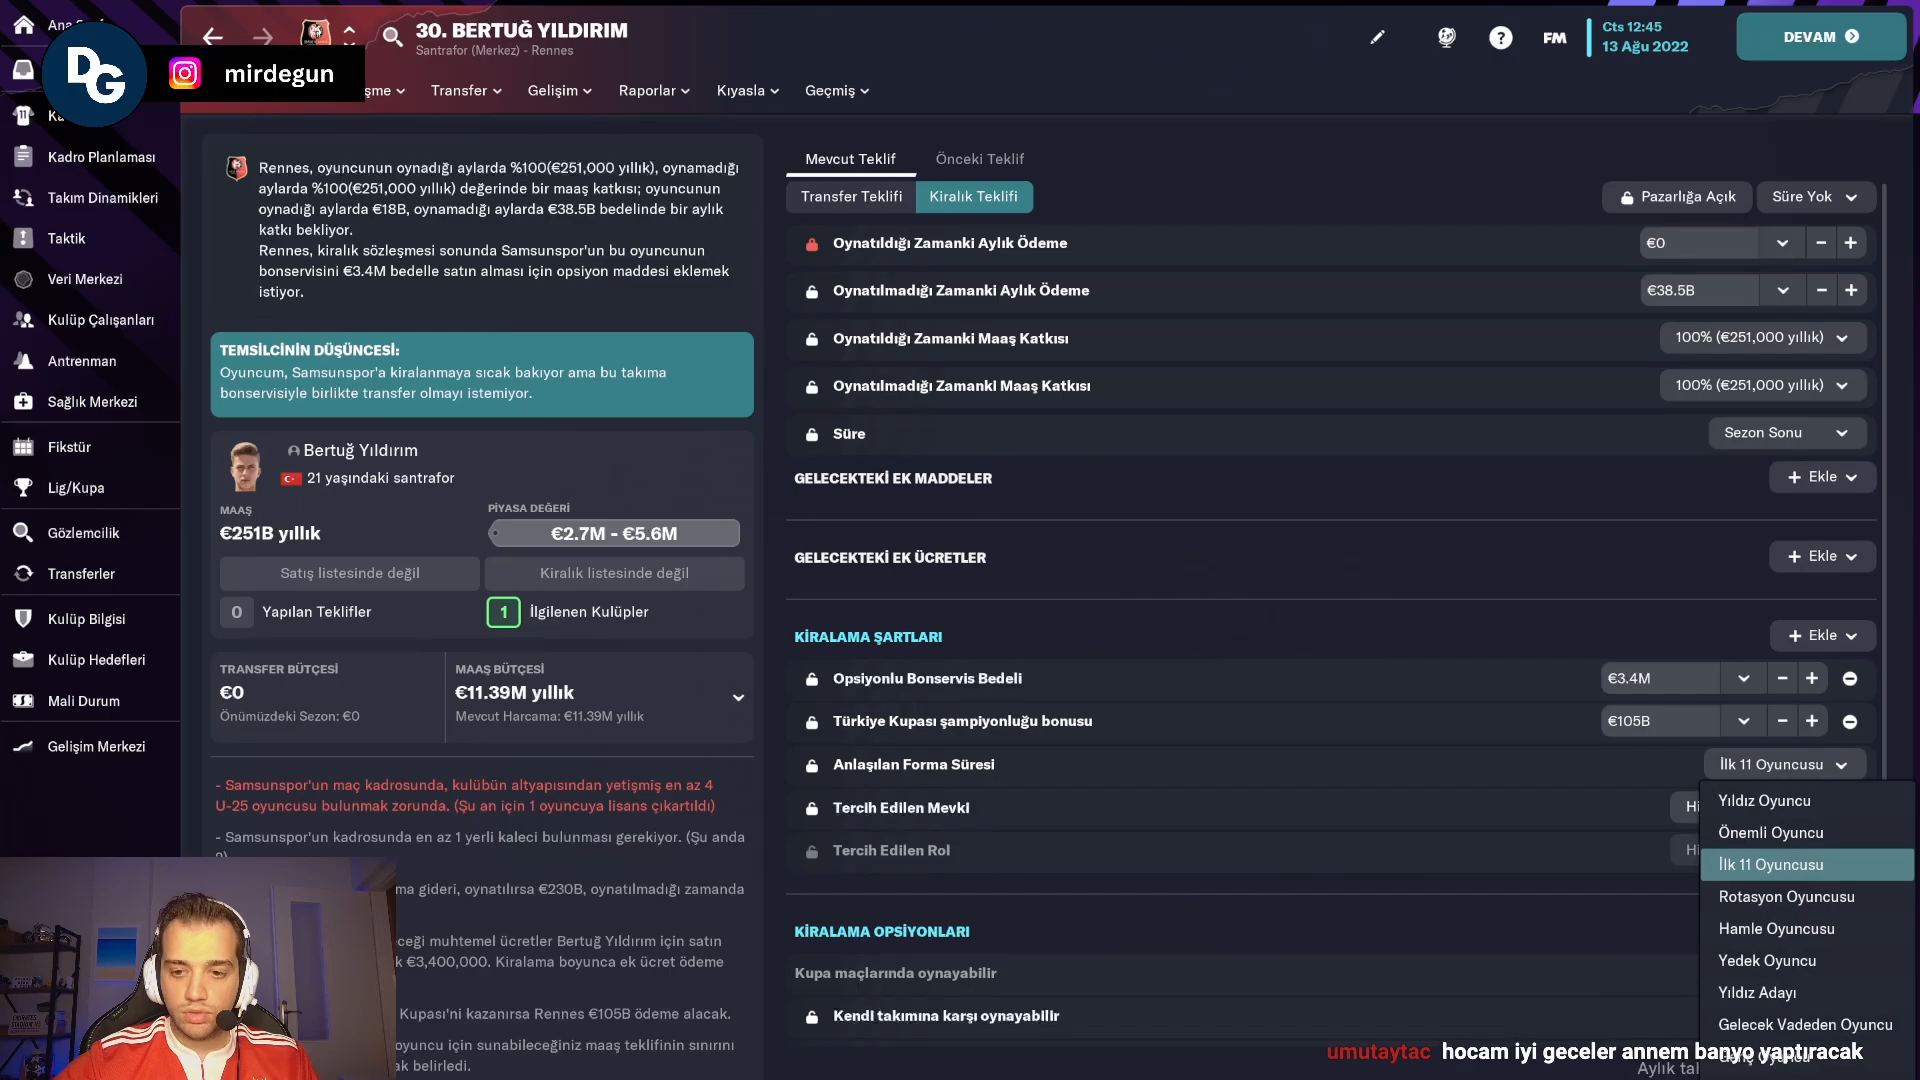 Ana
30. BERTUĞ YILDIRIM
Santrafor (Merkez) - Rennes
FM
Cts 12:45
13 Ağu 2022
DEVAM
DG
mirdegun
şme
Transfer
Gelişim
Raporlar
Kıyasla
Geçmiş
Kadro Planlaması
Takım Dinamikleri
Taktik
Veri Merkezi
Kulüp Çalışanları
Antrenman
Sağlık Merkezi
Fikstür
Lig/Kupa
Gözlemcilik
Transferler
Kulüp Bilgisi
Kulüp Hedefleri
Mali Durum
Gelişim Merkezi
Rennes, oyuncunun oynadığı aylarda %100(€251,000 yıllık), oynamadığı
aylarda %100(€251,000 yıllık) değerinde bir maaş katkısı; oyuncunun
oynadığı aylarda €18B, oynamadığı aylarda €38.5B bedelinde bir aylık
katkı bekliyor.
Rennes, kiralık sözleşmesi sonunda Samsunspor'un bu oyuncunun
bonservisini €3.4M bedelle satın alması için opsiyon maddesi eklemek
istiyor.
TEMSİLCİNİN DÜŞÜNCESİ:
Oyuncum, Samsunspor'a kiralanmaya sıcak bakıyor ama bu takıma
bonservisiyle birlikte transfer olmayı istemiyor.
Bertuğ Yıldırım
21 yaşındaki santrafor
MAAŞ
€251B yıllık
PİYASA DEĞERİ
€2.7M - €5.6M
Satış listesinde değil
Kiralık listesinde değil
0 Yapılan Teklifler
1 İlgilenen Kulüpler
TRANSFER BÜTÇESİ
€0
Önümüzdeki Sezon: €0
MAAŞ BÜTÇESİ
€11.39M yıllık
Mevcut Harcama: €11.39M yıllık
- Samsunspor'un maç kadrosunda, kulübün altyapısından yetişmiş en az 4
U-25 oyuncusu bulunmak zorunda. (Şu an için 1 oyuncuya lisans çıkartıldı)
- Samsunspor'un kadrosunda en az 1 yerli kaleci bulunması gerekiyor. (Şu anda
ma gideri, oynatılırsa €230B, oynatılmadığı zamanda
ceği muhtemel ücretler Bertuğ Yıldırım için satın
k €3,400,000. Kiralama boyunca ek ücret ödeme
Kupası'ni kazanırsa Rennes €105B ödeme alacak.
oyuncu için sunabileceğiniz maaş teklifinin sınırını
ak belirledi.
Mevcut Teklif
Önceki Teklif
Transfer Teklifi
Kiralık Teklifi
Pazarlığa Açık
Süre Yok
Oynatıldığı Zamanki Aylık Ödeme
€0
Oynatılmadığı Zamanki Aylık Ödeme
€38.5B
Oynatıldığı Zamanki Maaş Katkısı
100% (€251,000 yıllık)
Oynatılmadığı Zamanki Maaş Katkısı
100% (€251,000 yıllık)
Süre
Sezon Sonu
GELECEKTEKİ EK MADDELER
Ekle
GELECEKTEKİ EK ÜCRETLER
Ekle
KİRALAMA ŞARTLARI
Ekle
Opsiyonlu Bonservis Bedeli
€3.4M
Türkiye Kupası şampiyonluğu bonusu
€105B
Anlaşılan Forma Süresi
İlk 11 Oyuncusu
Tercih Edilen Mevki
Hi
Tercih Edilen Rol
Hi
Yıldız Oyuncu
Önemli Oyuncu
İlk 11 Oyuncusu
Rotasyon Oyuncusu
Hamle Oyuncusu
Yedek Oyuncu
Yıldız Adayı
Gelecek Vadeden Oyuncu
KİRALAMA OPSİYONLARI
Kupa maçlarında oynayabilir
Kendi takımına karşı oynayabilir
umutaytac hocam iyi geceler annem banyo yaptıracak